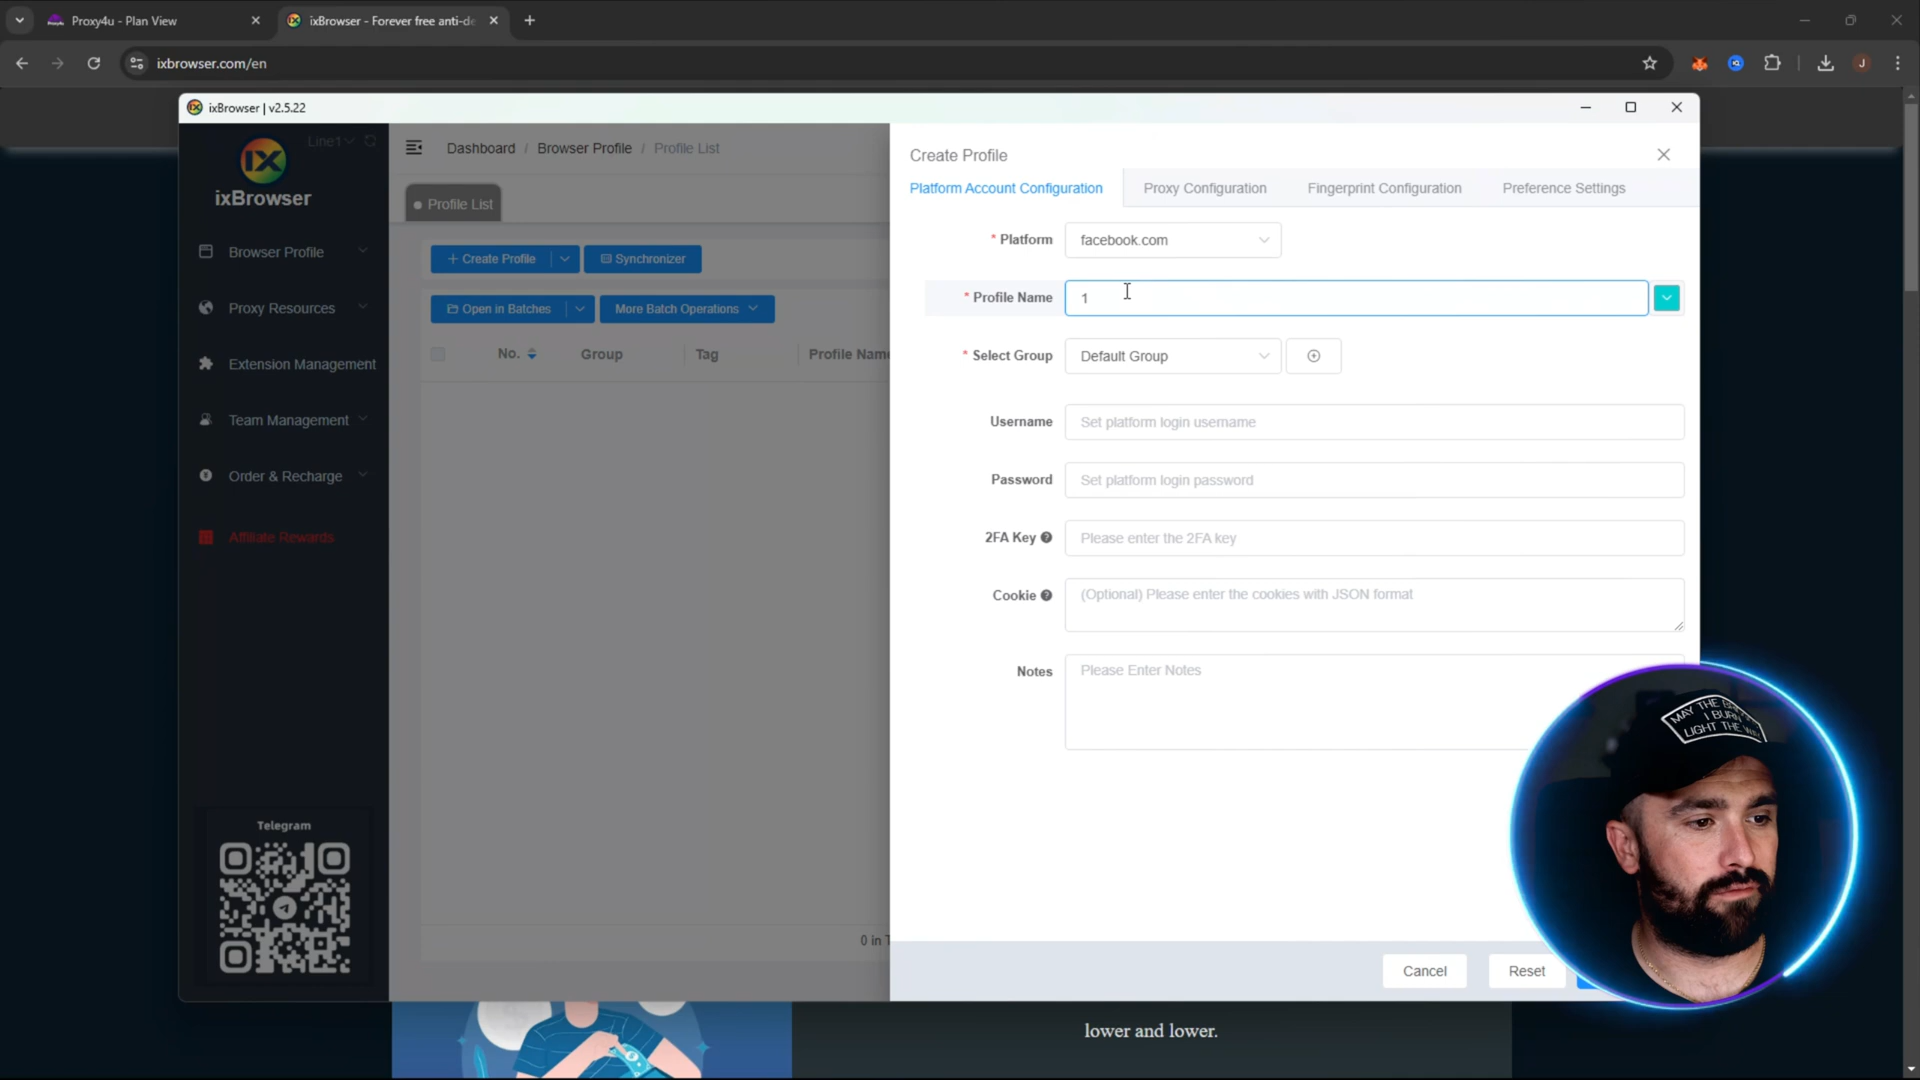 Proxy4u - Plan View
ixBrowser - Forever free anti-de
ixbrowser.com/en
J
ixBrowser | v2.5.22
IX
Line1
ixBrowser
Browser Profile
Proxy Resources
Extension Management
Team Management
Order & Recharge
Affiliate Rewards
Telegram
Dashboard / Browser Profile / Profile List
Profile List
+ Create Profile
Synchronizer
Open in Batches
More Batch Operations
No.
Group
Tag
Profile Name
0 in T
Create Profile
Platform Account Configuration
Proxy Configuration
Fingerprint Configuration
Preference Settings
* Platform
facebook.com
* Profile Name
1
* Select Group
Default Group
Username
Set platform login username
Password
Set platform login password
2FA Key
Please enter the 2FA key
Cookie
(Optional) Please enter the cookies with JSON format
Notes
Please Enter Notes
MAY THE
I BURN
LIGHT THE
Cancel
Reset
lower and lower.